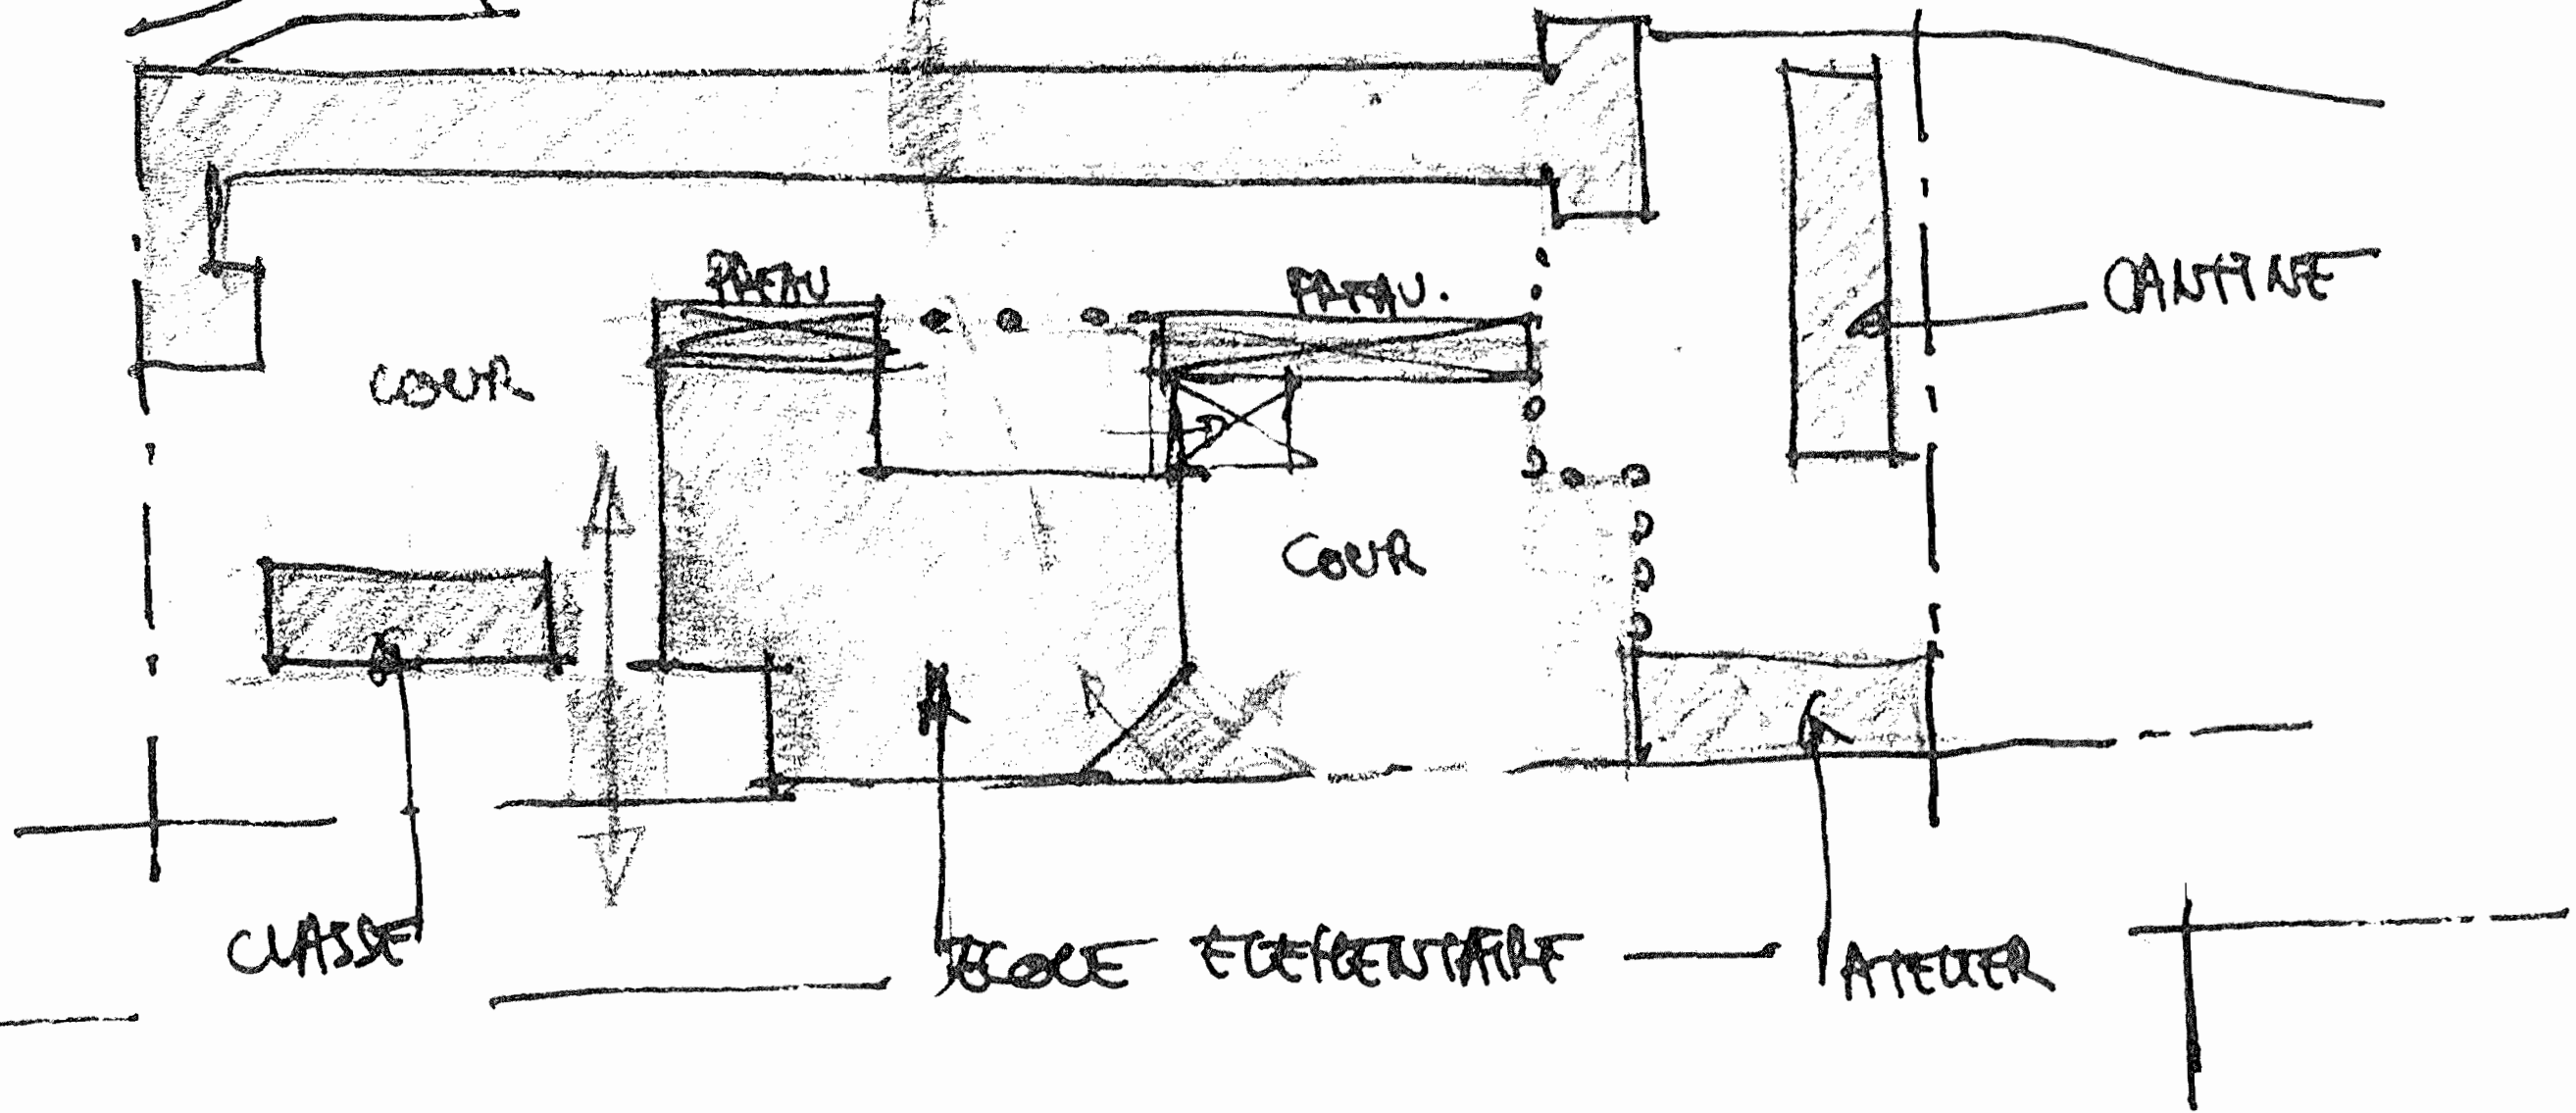 PREAU
PREAU.
CANTINE
COUR
COUR
CLASSE
ECOLE ELEMENTAIRE
ATELIER